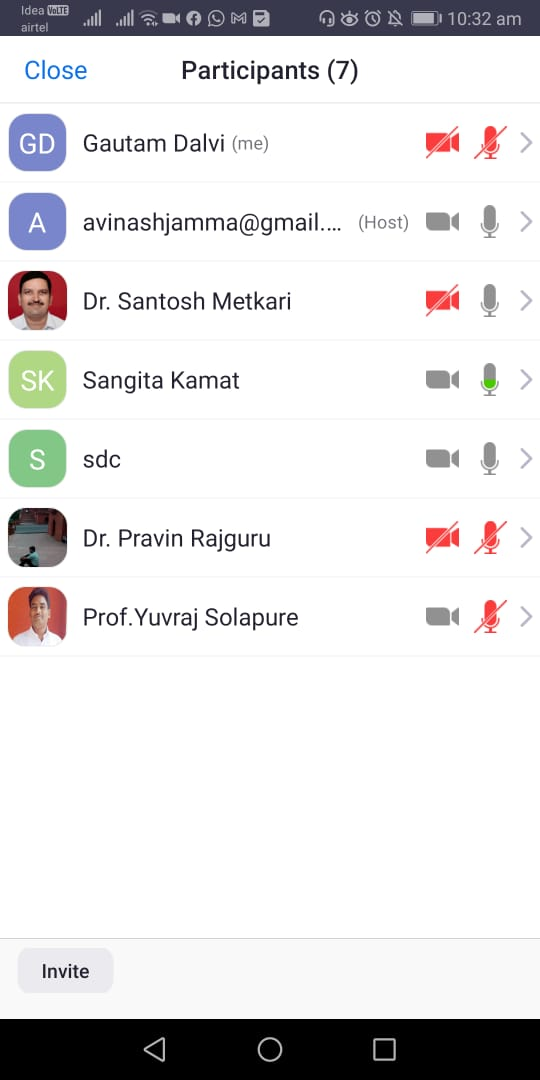 Idea VoLTE
airtel
10:32 am
Close
Participants (7)
GD
Gautam Dalvi (me)
A
avinashjamma@gmail.... (Host)
Dr. Santosh Metkari
SK
Sangita Kamat
S
sdc
Dr. Pravin Rajguru
Prof.Yuvraj Solapure
Invite